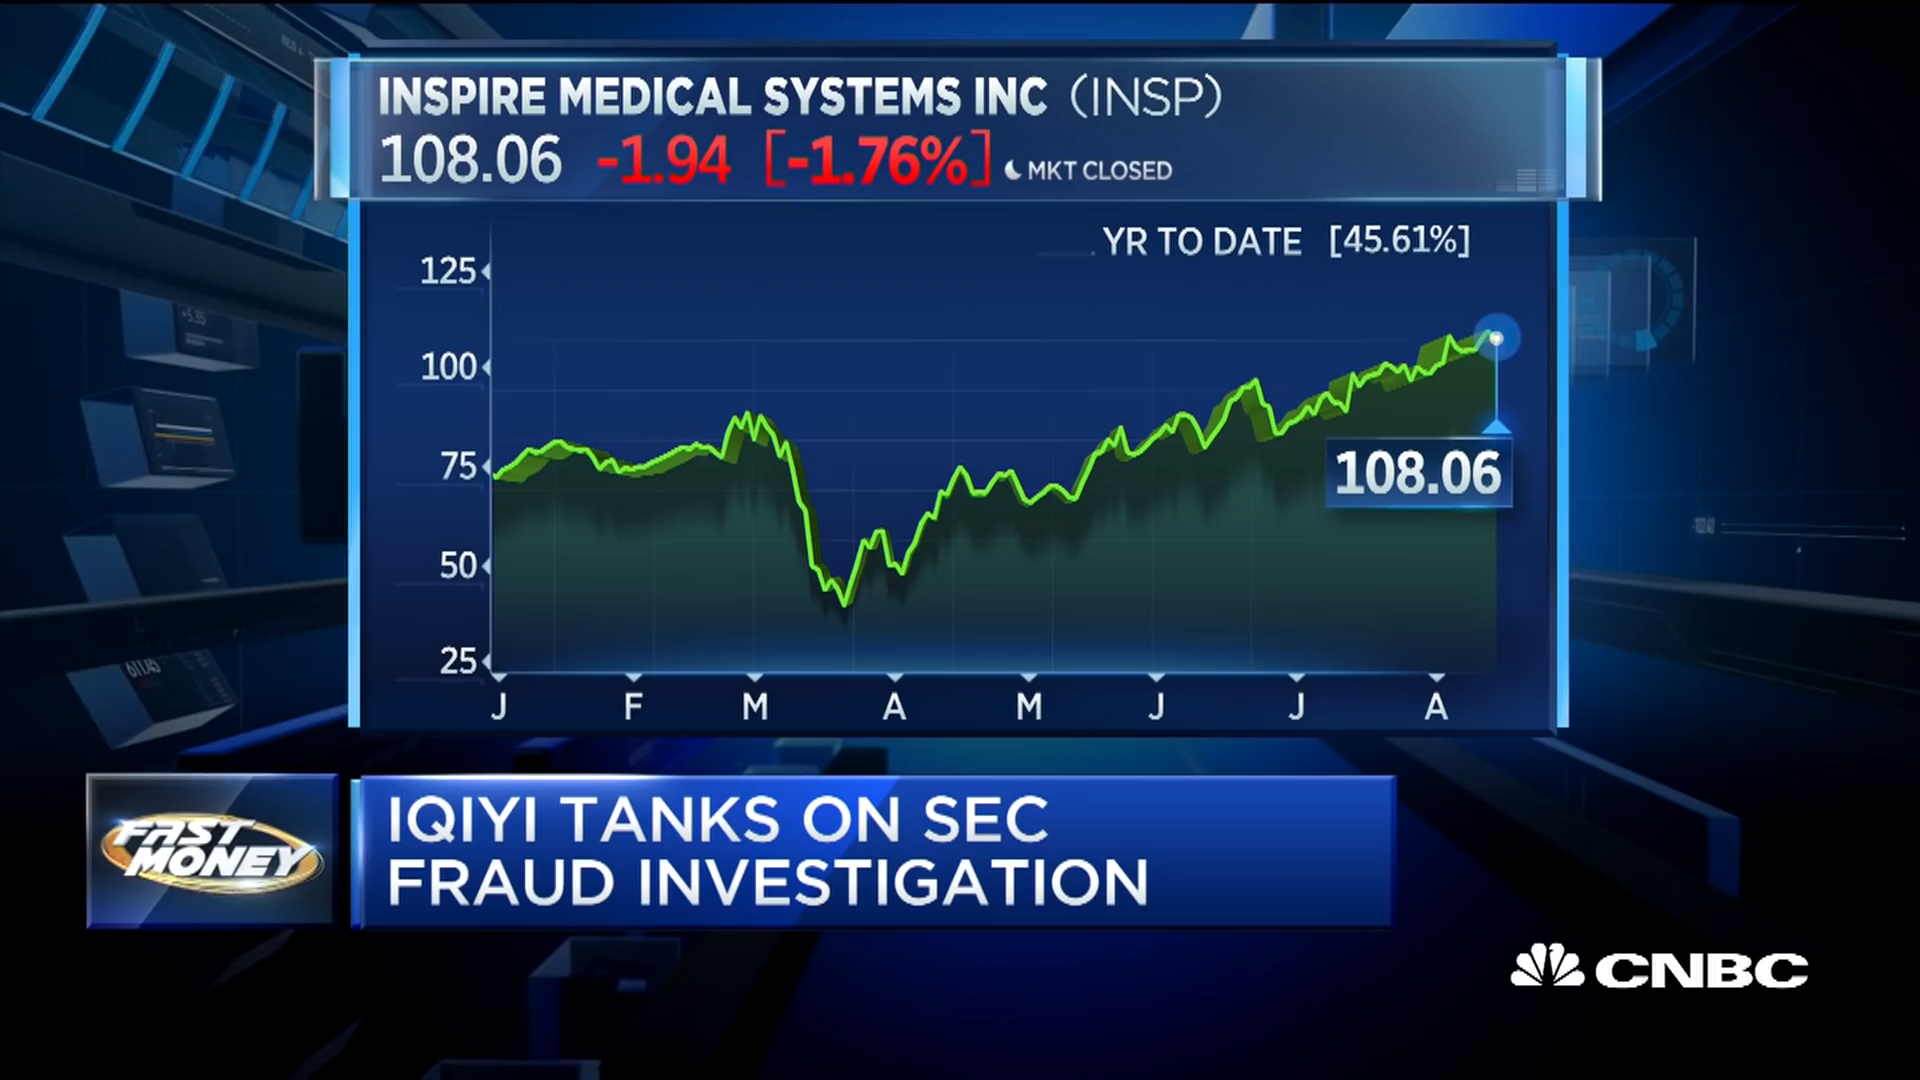 INSPIRE MEDICAL SYSTEMS INC (INSP)
108.06 -1.94 [-1.76%] MKT CLOSED
YR TO DATE [45.61%]
125
100
75
50
25
108.06
J F M A M J J A
FAST MONEY
IQIYI TANKS ON SEC
FRAUD INVESTIGATION
CNBC